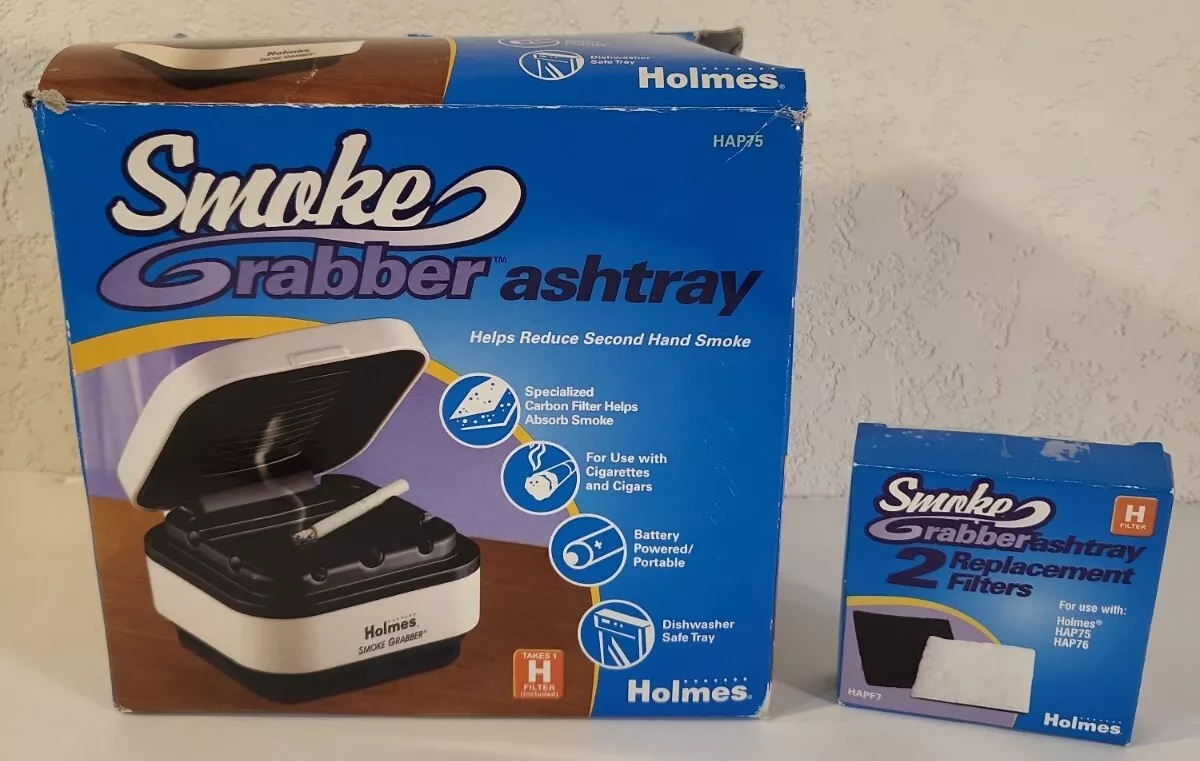 Holmes
SMOKE GRABBER
Dishwasher
Safe Tray
Holmes®
HAP75
Smoke
Grabber™ ashtray
Helps Reduce Second Hand Smoke
Specialized
Carbon Filter Helps
Absorb Smoke
For Use with
Cigarettes
and Cigars
Battery
Powered/
Portable
Dishwasher
Safe Tray
Holmes
SMOKE GRABBER®
TAKES 1
H
FILTER
(included)
Holmes®
Smoke
Grabber ashtray
2 Replacement
Filters
H
FILTER
For use with:
Holmes®
HAP75
HAP76
HAPF7
Holmes